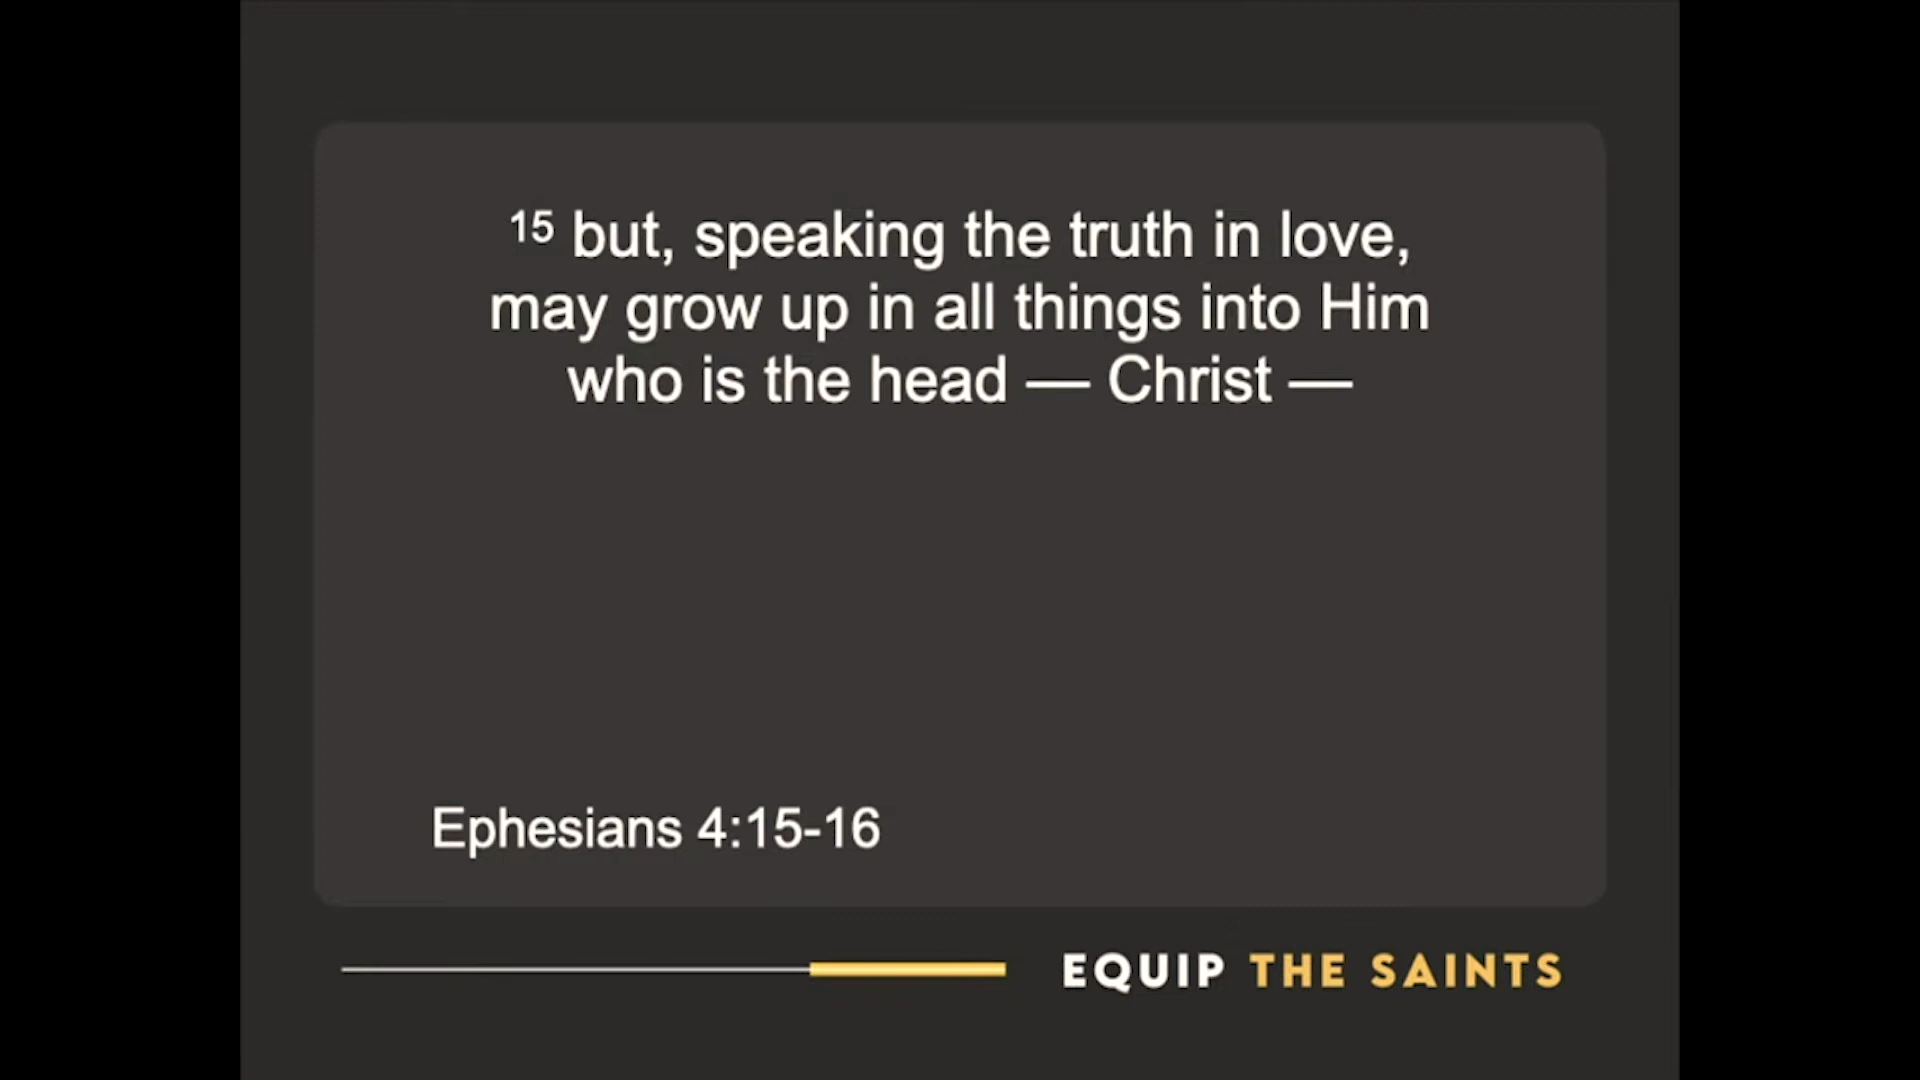 15 but, speaking the truth in love,
may grow up in all things into Him
who is the head — Christ —
Ephesians 4:15-16
EQUIP THE SAINTS